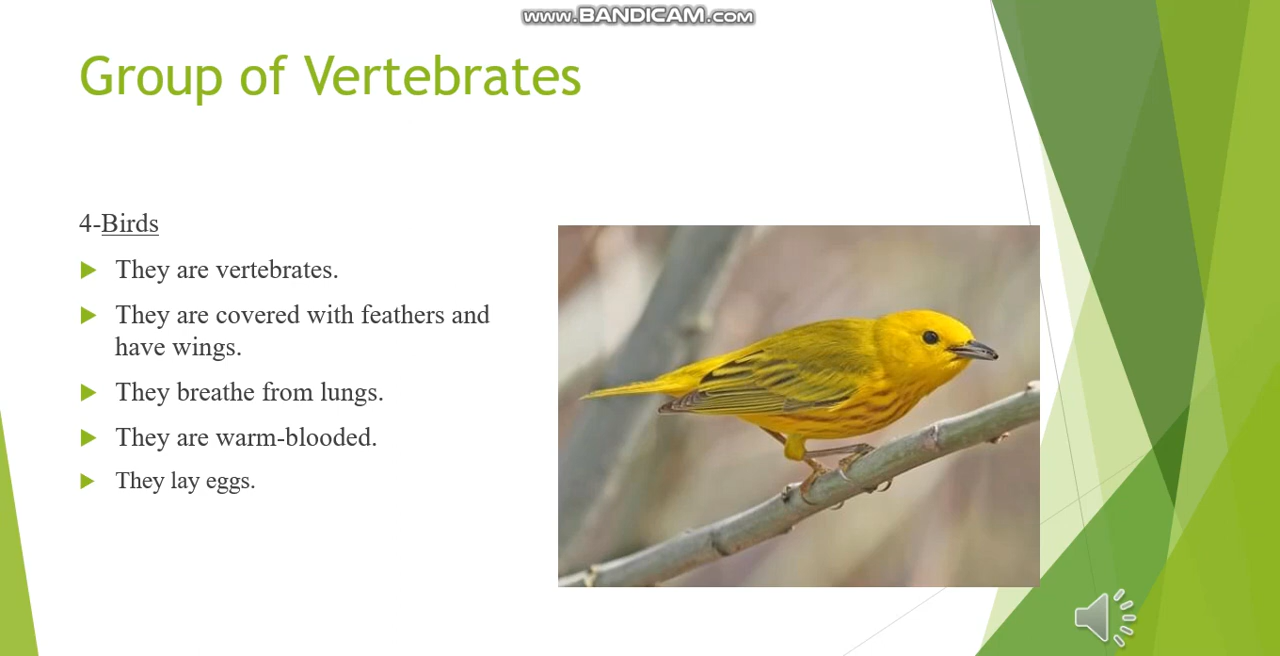 www.BANDICAM.com
Group of Vertebrates
4-Birds
They are vertebrates.
They are covered with feathers and
have wings.
They breathe from lungs.
They are warm-blooded.
They lay eggs.